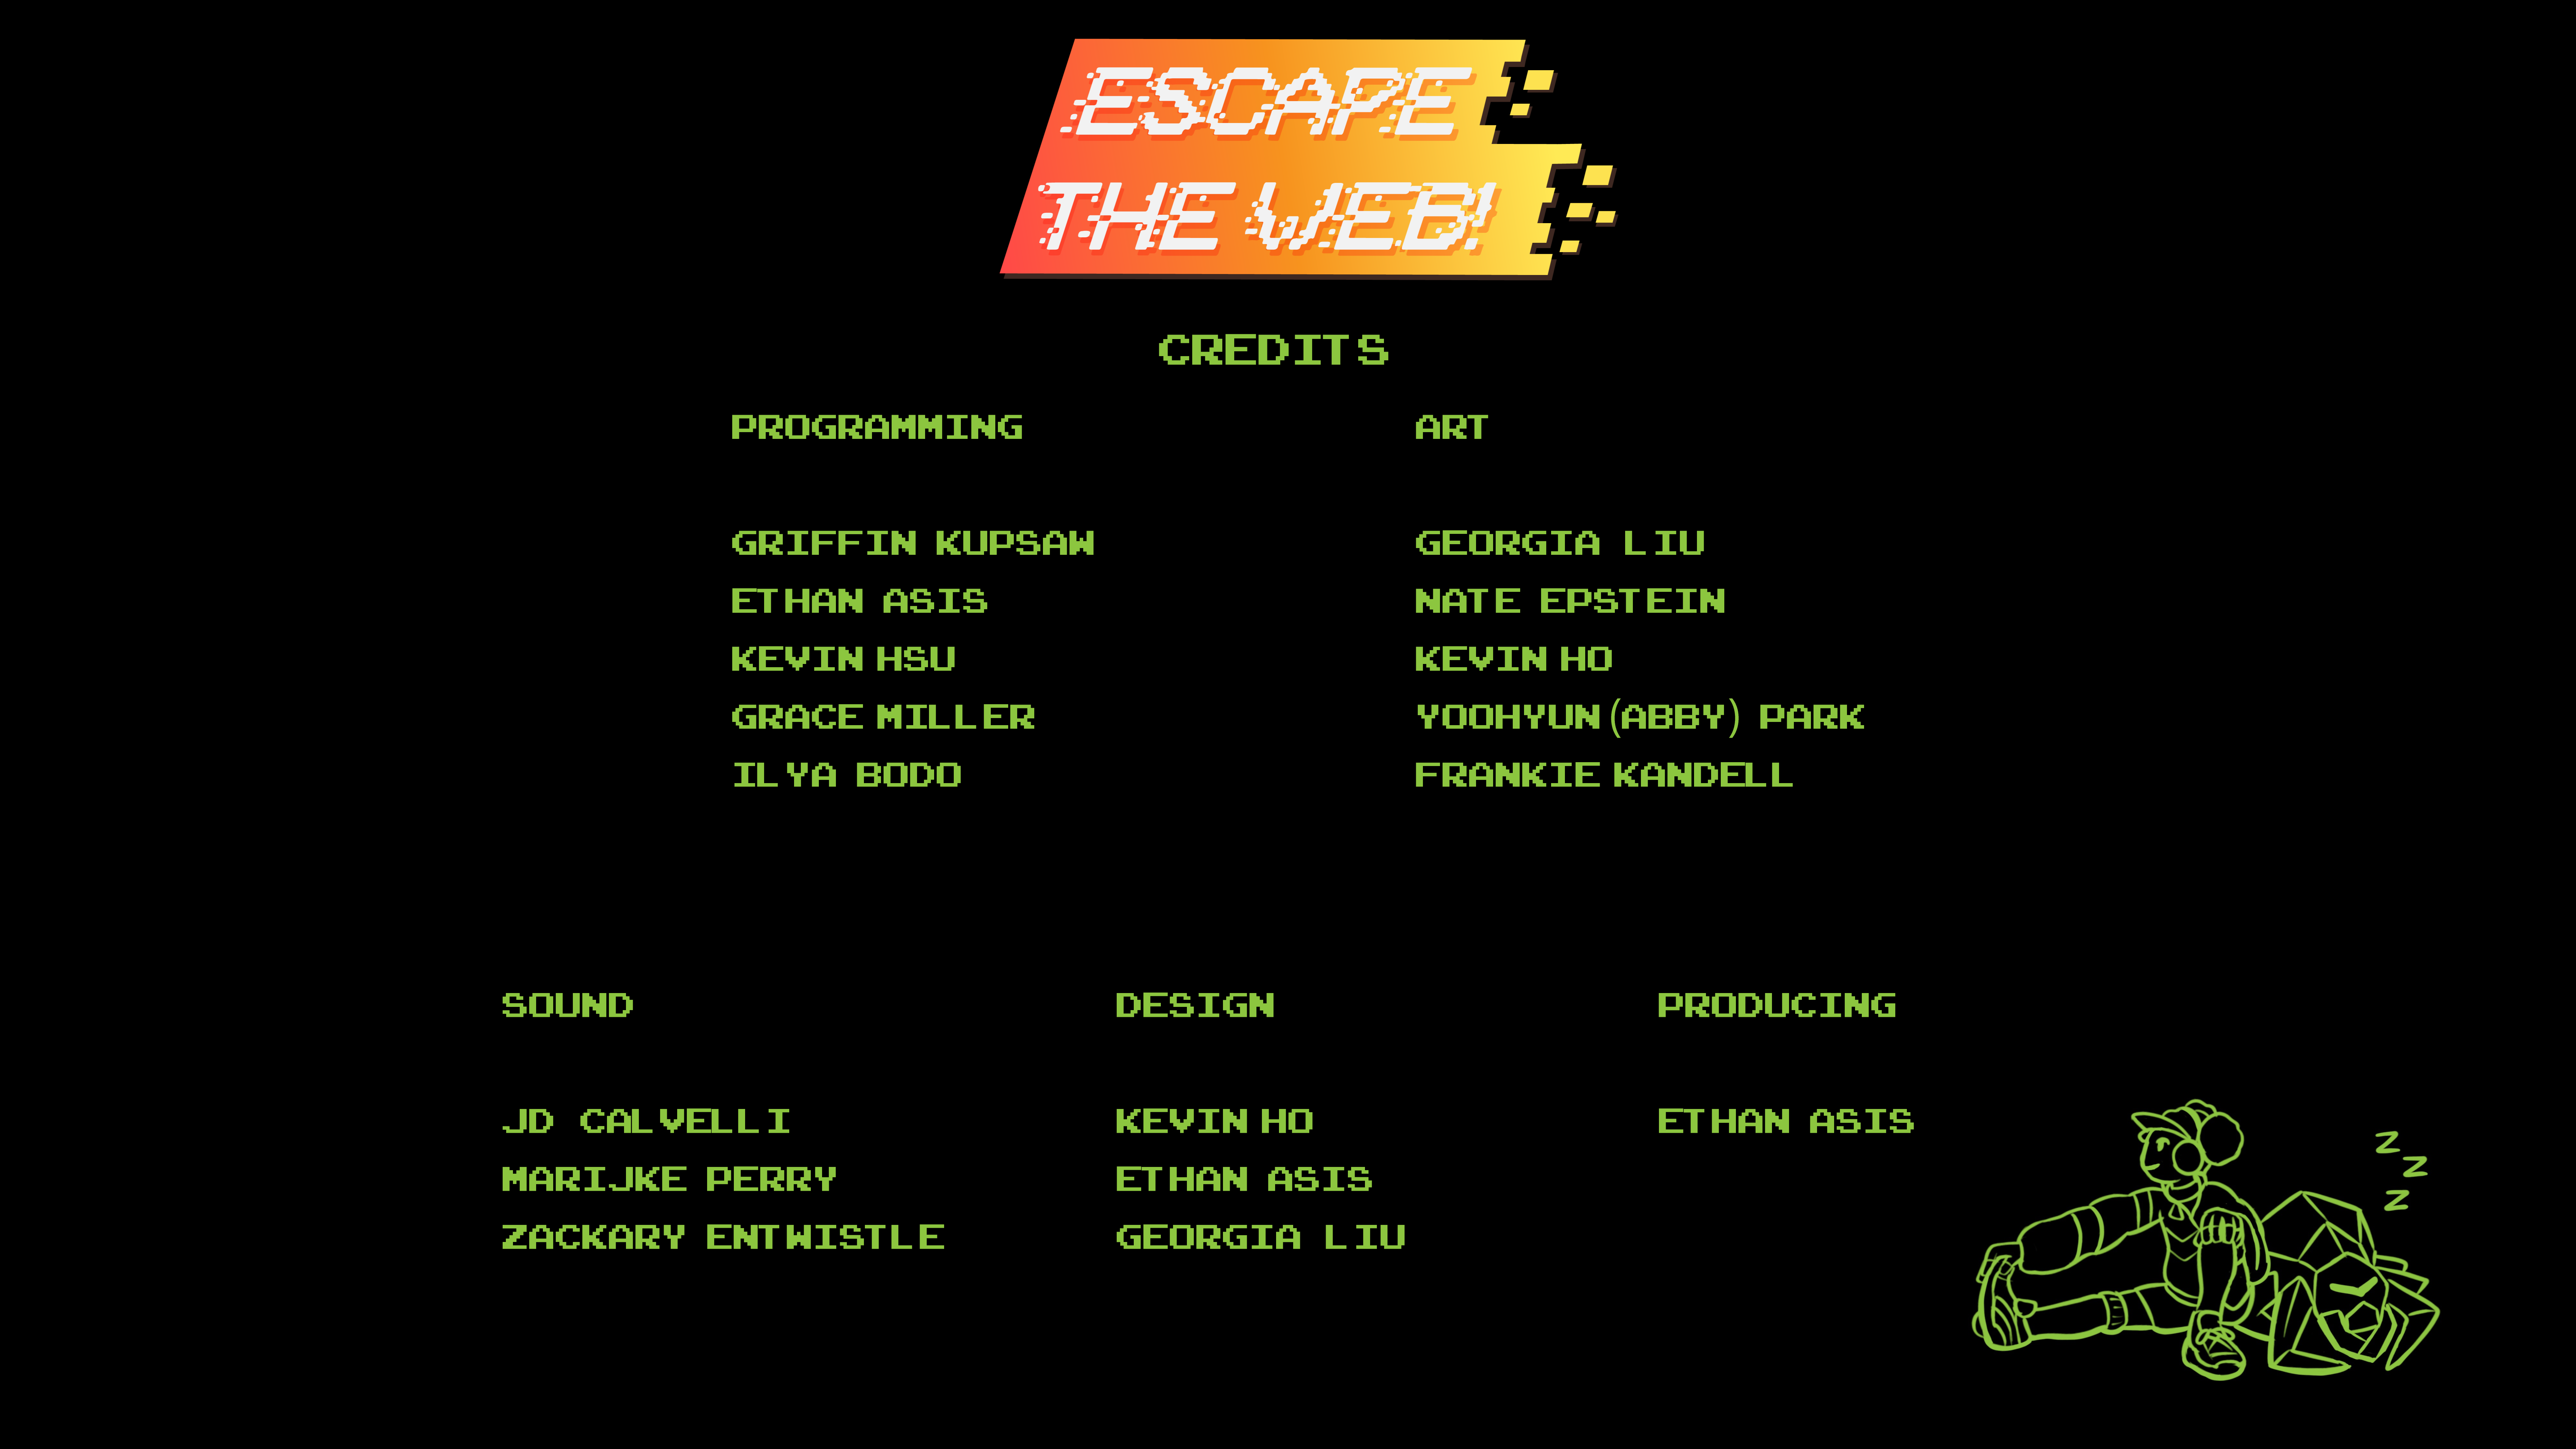 ESCAPE
THE WEB!
CREDITS
PROGRAMMING
GRIFFIN KUPSAW
ETHAN ASIS
KEVIN HSU
GRACE MILLER
ILYA BODO
ART
GEORGIA LIU
NATE EPSTEIN
KEVIN HO
YOOHYUN (ABBY) PARK
FRANKIE KANDELL
SOUND
JD CALVELLI
MARIJKE PERRY
ZACKARY ENTWISTLE
DESIGN
KEVIN HO
ETHAN ASIS
GEORGIA LIU
PRODUCING
ETHAN ASIS
Z
Z
Z